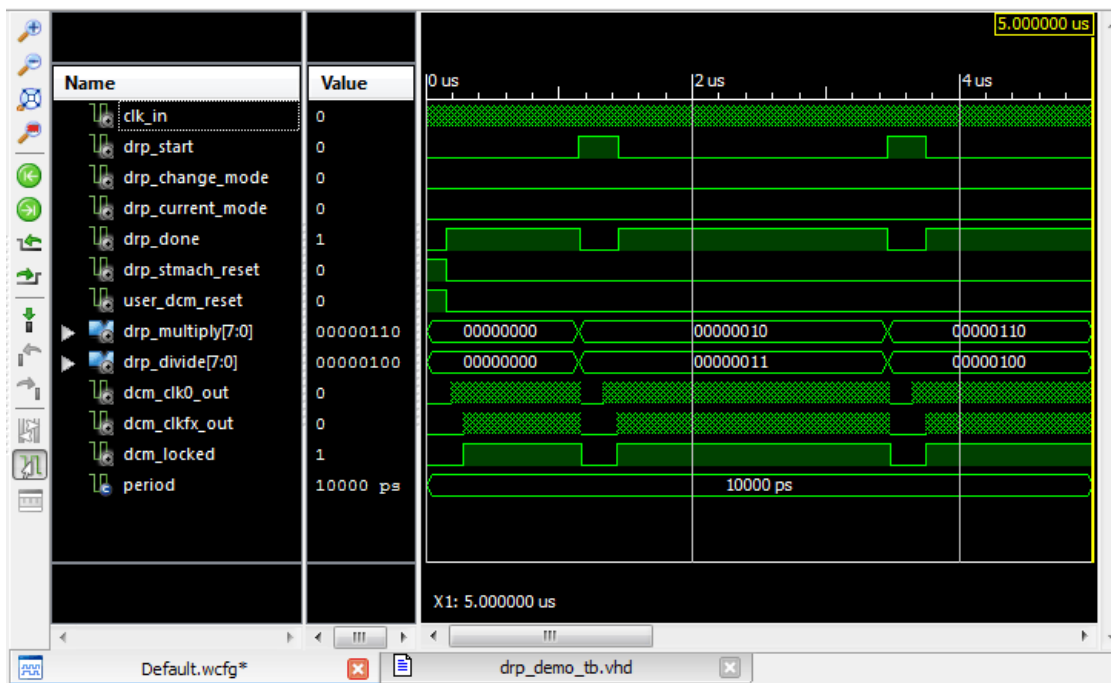 5.000000 us
Name Value 0 us 2 us 4 us
clk_in 0
drp_start 0
drp_change_mode 0
drp_current_mode 0
drp_done 1
drp_stmach_reset 0
user_dcm_reset 0
drp_multiply[7:0] 00000110 00000000 00000010 00000110
drp_divide[7:0] 00000100 00000000 00000011 00000100
dcm_clk0_out 0
dcm_clkfx_out 0
dcm_locked 1
period 10000 ps 10000 ps
X1: 5.000000 us
Default.wcfg* drp_demo_tb.vhd